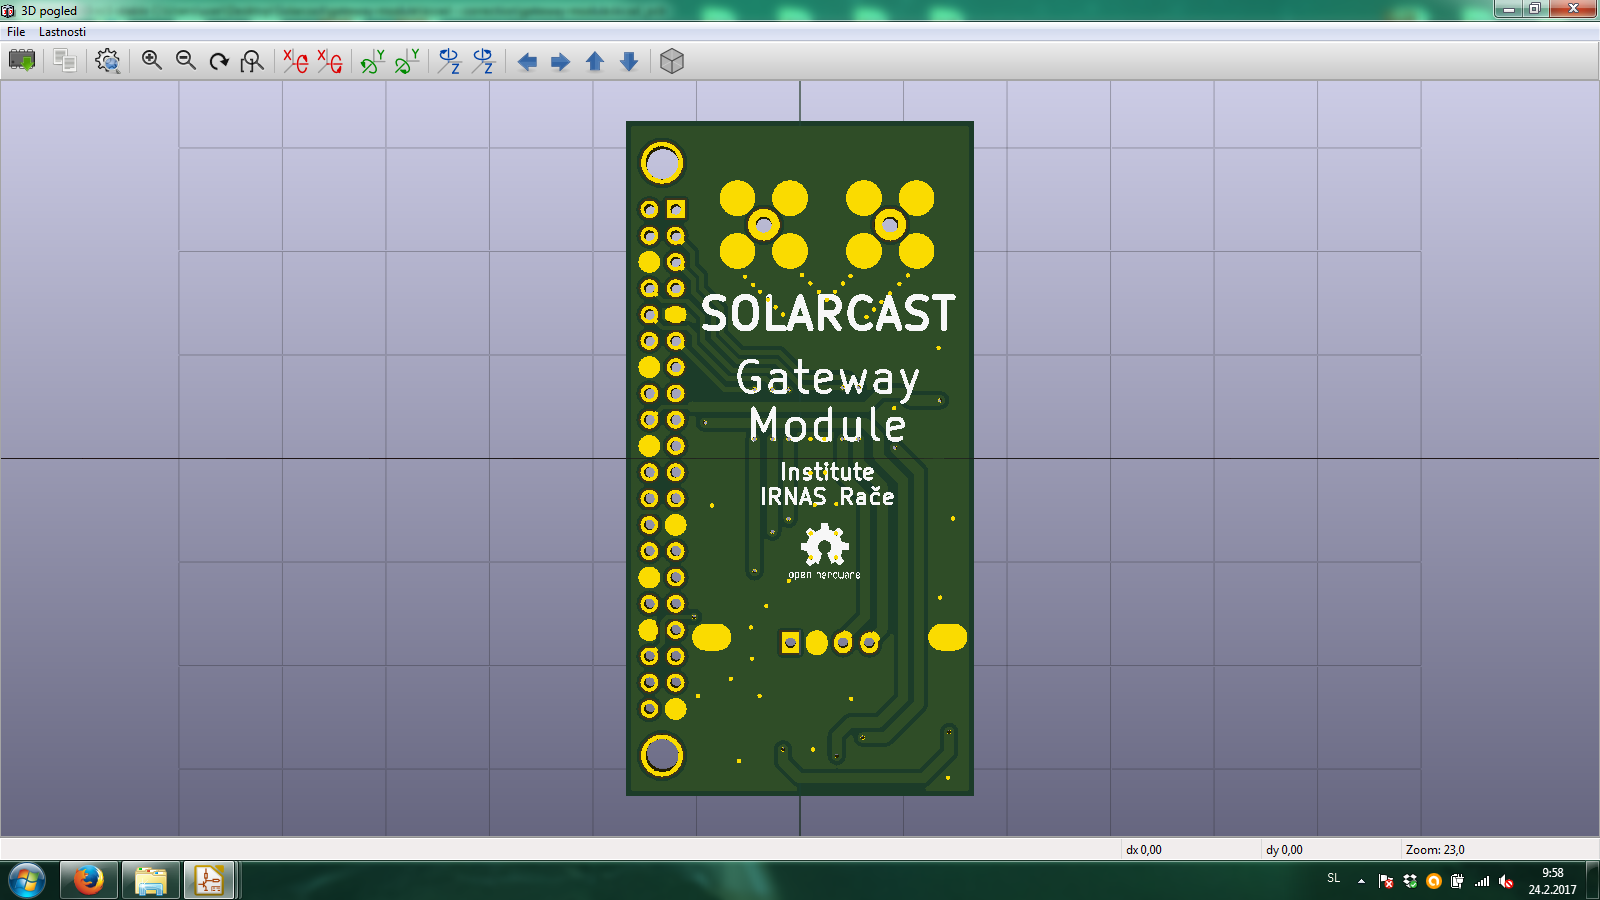 3D pogled
File Lastnosti
SOLARCAST
Gateway
Module
Institute
IRNAS Rače
open hardware
dx 0,00
dy 0,00
Zoom: 23,0
SL
9:58
24.2.2017